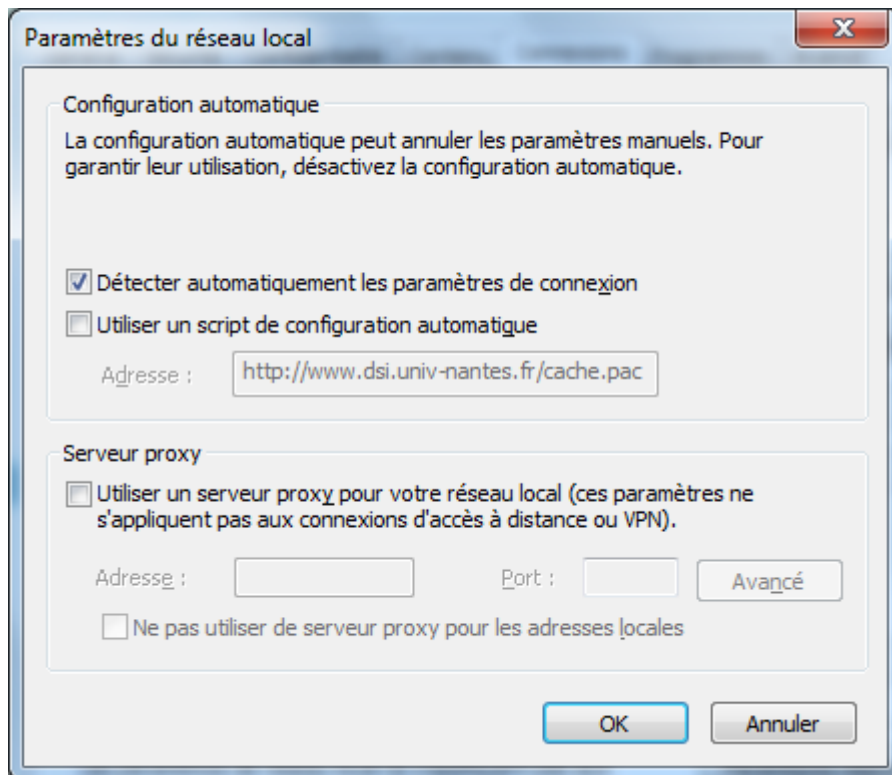 Paramètres du réseau local
Configuration automatique
La configuration automatique peut annuler les paramètres manuels. Pour
garantir leur utilisation, désactivez la configuration automatique.
Détecter automatiquement les paramètres de connexion
Utiliser un script de configuration automatique
Adresse :
http://www.dsi.univ-nantes.fr/cache.pac
Serveur proxy
Utiliser un serveur proxy pour votre réseau local (ces paramètres ne
s'appliquent pas aux connexions d'accès à distance ou VPN).
Adresse :
Port :
Avancé
Ne pas utiliser de serveur proxy pour les adresses locales
OK
Annuler